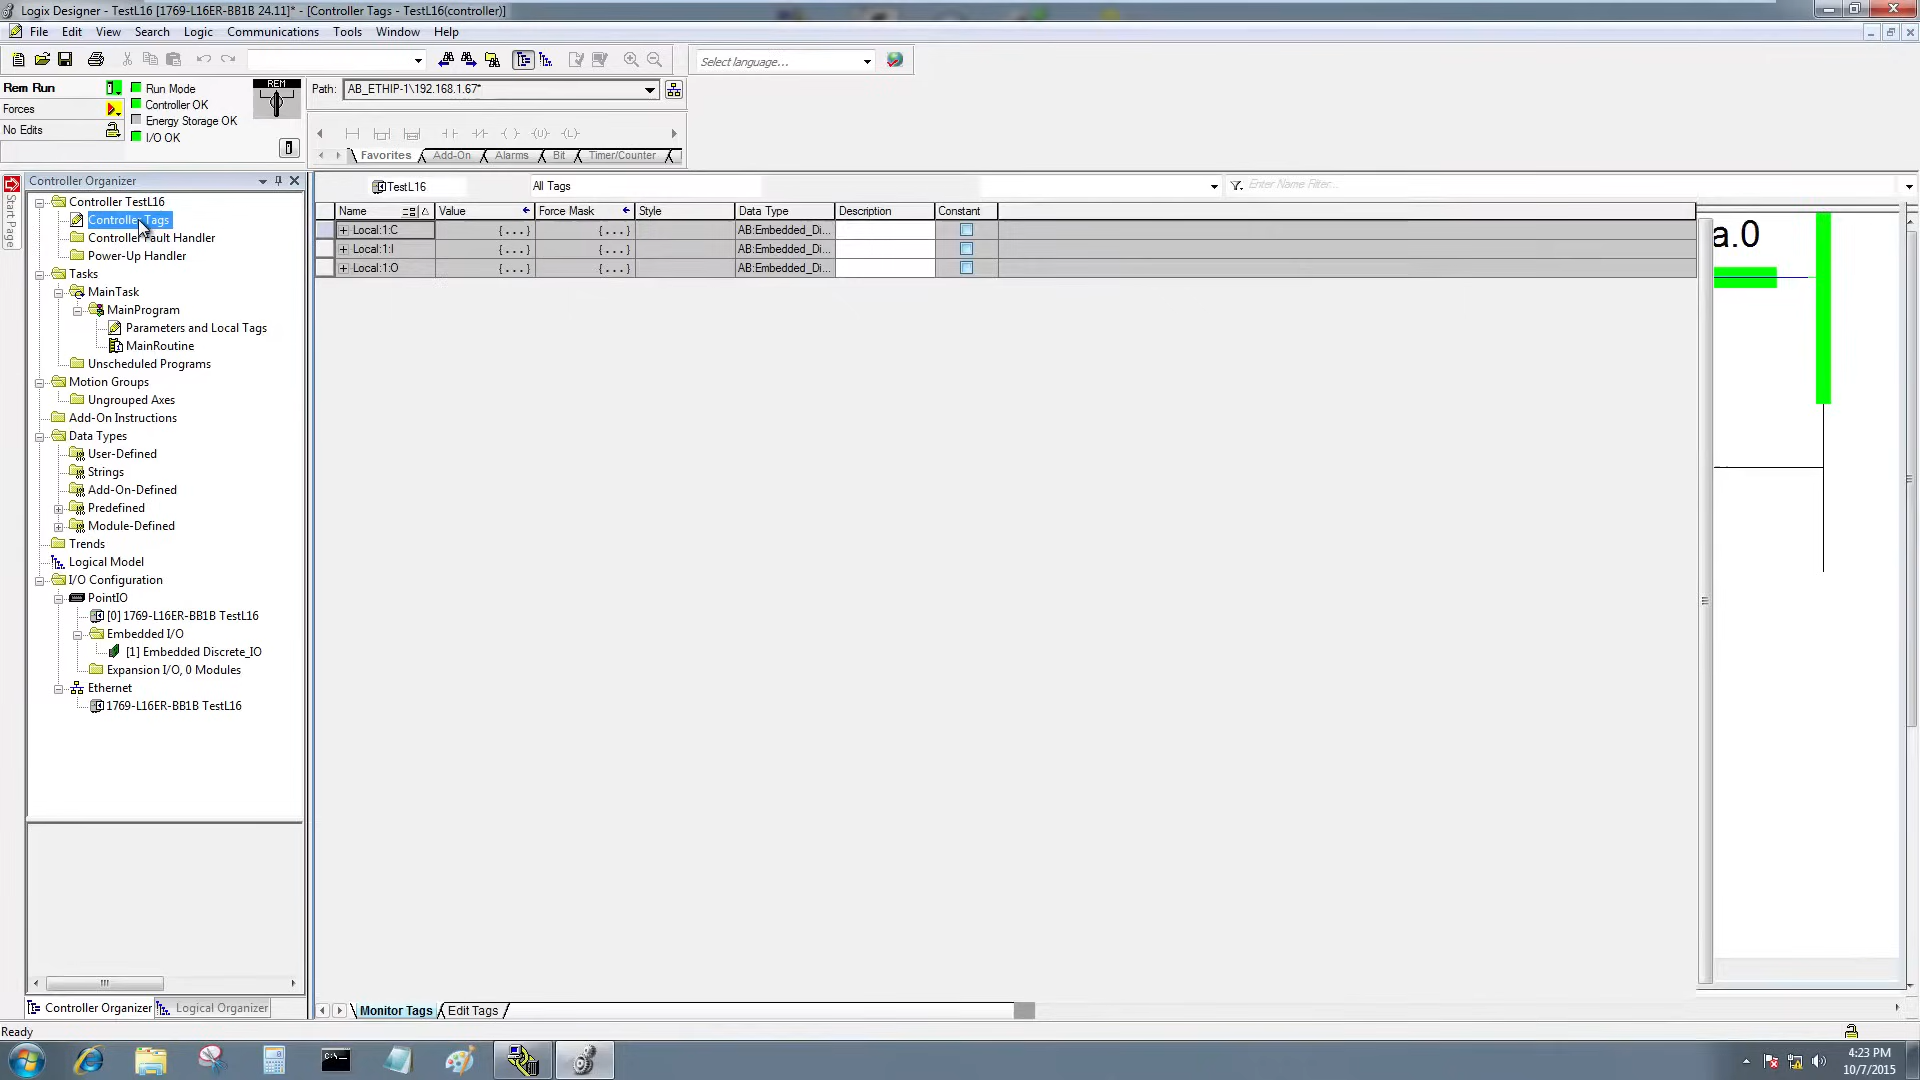 Logix Designer - TestL16 [1769-L16ER-BB1B 24.11]* - [Controller Tags - TestL16(controller)]
File Edit View Search Logic Communications Tools Window Help
Select language...
Rem Run
Forces
No Edits
Run Mode
Controller OK
Energy Storage OK
I/O OK
REM
Path: AB_ETHIP-1\192.168.1.67*
Favorites Add-On Alarms Bit Timer/Counter
Start Page
Controller Organizer
Controller TestL16
Controller Tags
Controller Fault Handler
Power-Up Handler
Tasks
MainTask
MainProgram
Parameters and Local Tags
MainRoutine
Unscheduled Programs
Motion Groups
Ungrouped Axes
Add-On Instructions
Data Types
User-Defined
Strings
Add-On-Defined
Predefined
Module-Defined
Trends
Logical Model
I/O Configuration
PointIO
[0] 1769-L16ER-BB1B TestL16
Embedded I/O
[1] Embedded Discrete_IO
Expansion I/O, 0 Modules
Ethernet
1769-L16ER-BB1B TestL16
Controller Organizer Logical Organizer
TestL16 All Tags Enter Name Filter...
Name Value Force Mask Style Data Type Description Constant
Local:1:C {...} {...} AB:Embedded_Di...
Local:1:I {...} {...} AB:Embedded_Di...
Local:1:O {...} {...} AB:Embedded_Di...
a.0
Monitor Tags Edit Tags
Ready
4:23 PM
10/7/2015